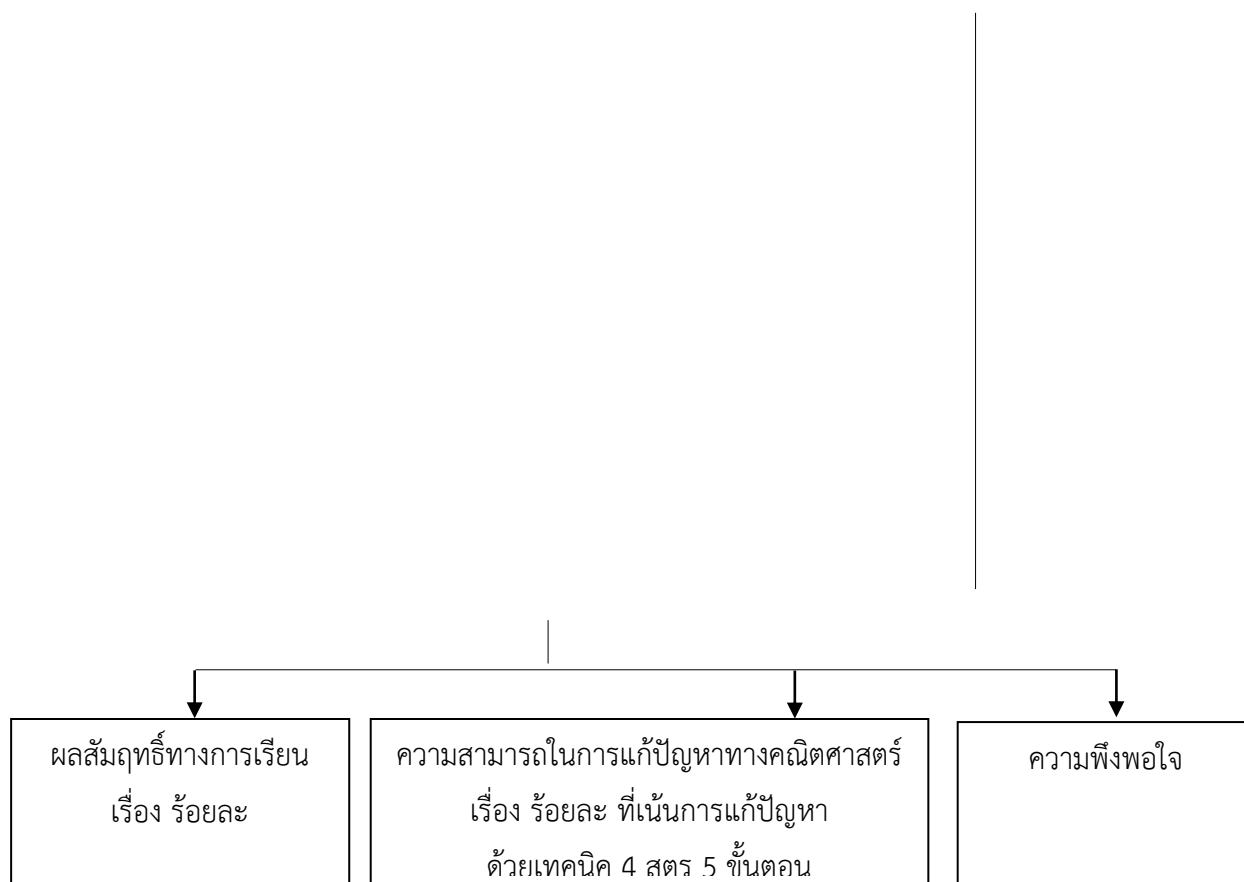 ผลสัมฤทธิ์ทางการเรียน
เรื่อง ร้อยละ
ความสามารถในการแก้ปัญหาทางคณิตศาสตร์
เรื่อง ร้อยละ ที่เน้นการแก้ปัญหา
ด้วยเทคนิค 4 สตร 5 ขั้นตอน
ความพึงพอใจ